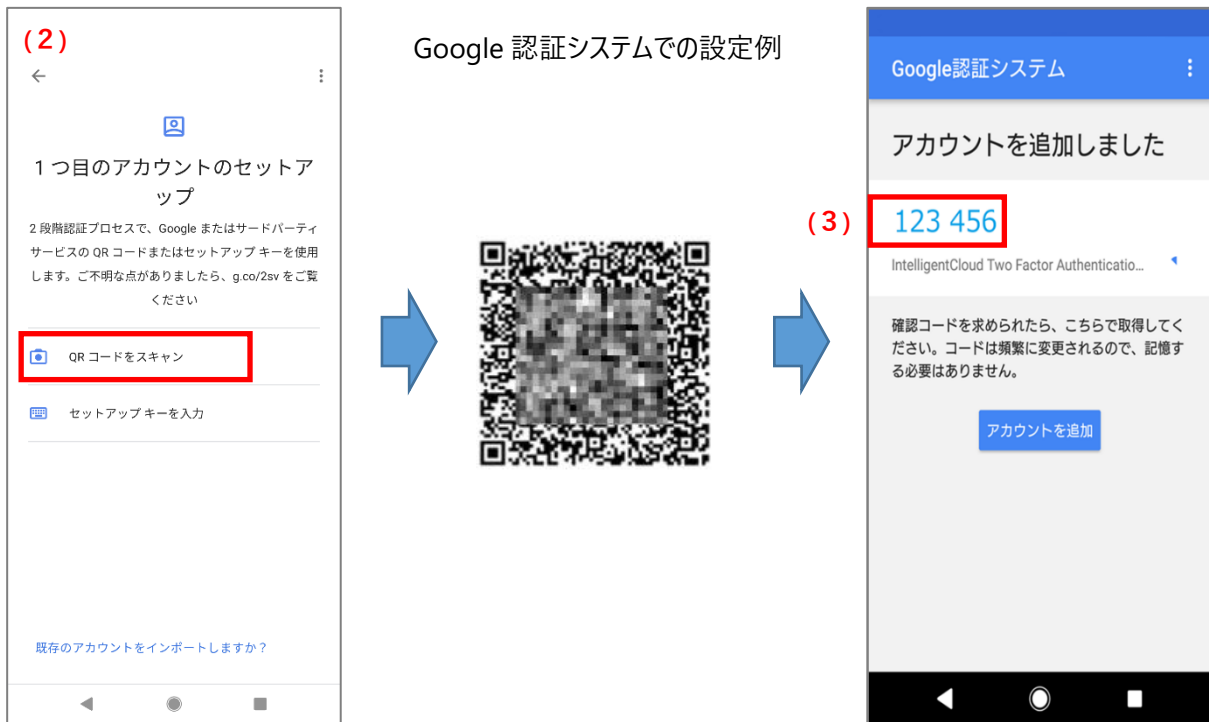 Google 認証システムでの設定例
(2)
1 つ目のアカウントのセットア
ップ
2 段階認証プロセスで、Google またはサードパーティ
サービスの QR コードまたはセットアップ キーを使用
します。ご不明な点がありましたら、g.co/2sv をご覧
ください
QR コードをスキャン
セットアップ キーを入力
既存のアカウントをインポートしますか？
(3)
Google認証システム
アカウントを追加しました
123 456
IntelligentCloud Two Factor Authenticatio...
確認コードを求められたら、こちらで取得してく
ださい。コードは頻繁に変更されるので、記憶す
る必要はありません。
アカウントを追加